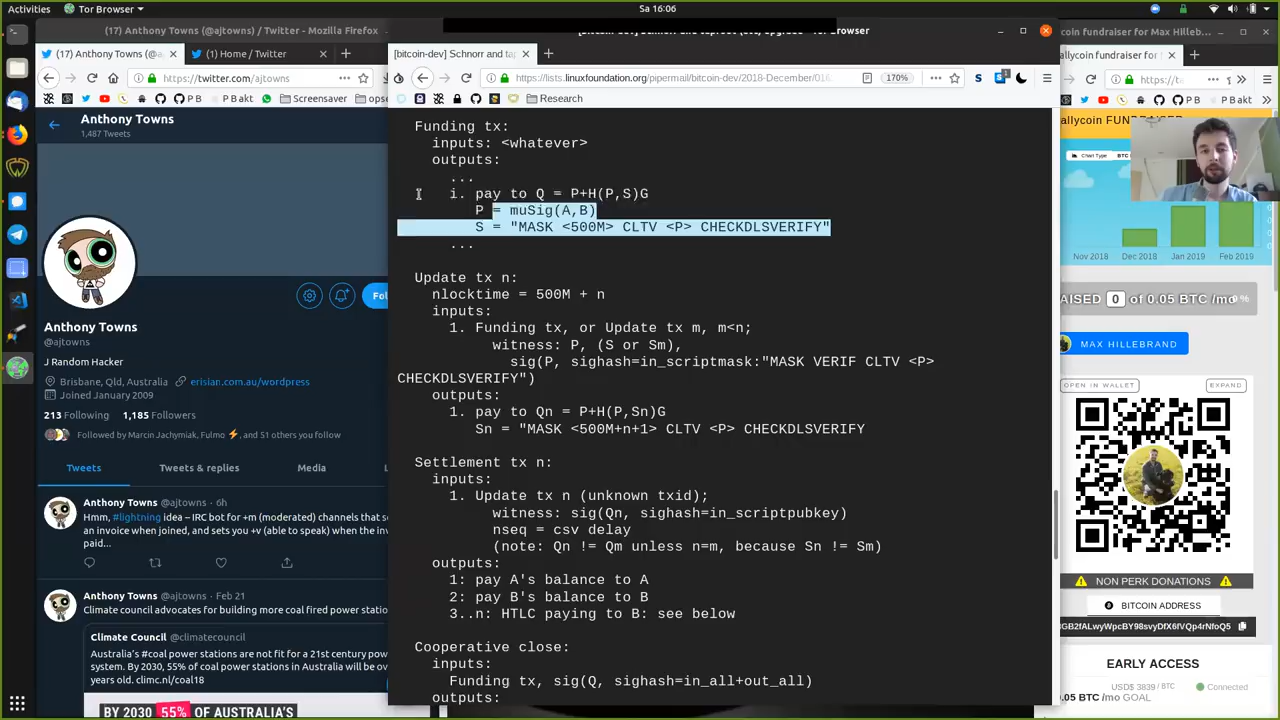 Activities
Tor Browser
Sa 16:06
(17) Anthony Towns (@ajtowns) / Twitter - Mozilla Firefox
(17) Anthony Towns (@a
(1) Home / Twitter
https://twitter.com/ajtowns
P B
P B akt
Screensaver
Anthony Towns
1,487 Tweets
Anthony Towns
@ajtowns
J Random Hacker
Brisbane, Qld, Australia
erisian.com.au/wordpress
Joined January 2009
213 Following
1,185 Followers
Followed by Marcin Jachymiak, Fulmo ⚡, and 51 others you follow
Tweets
Tweets & replies
Media
Anthony Towns @ajtowns · 6h
Hmm, #lightning idea – IRC bot for +m (moderated) channels that
an invoice when joined, and sets you +v (able to speak) when the
paid...
Anthony Towns @ajtowns · Feb 21
Climate council advocates for building more coal fired power
Climate Council @climatecouncil
Australia's #coal power stations are not fit for a 21st century
system. By 2030, 55% of coal power stations in Australia will be
years old. climc.nl/coal18
BY 2030 55% OF AUSTRALIA'S
[bitcoin-dev] Schnorr and
https://lists.linuxfoundation.org/pipermail/bitcoin-dev/2018-December/
170%
Research
Funding tx:
inputs: <whatever>
outputs:
...
i. pay to Q = P+H(P,S)G
P = muSig(A,B)
S = "MASK <500M> CLTV <P> CHECKDLSVERIFY"
...
Update tx n:
nlocktime = 500M + n
inputs:
1. Funding tx, or Update tx m, m<n;
witness: P, (S or Sm),
sig(P, sighash=in_scriptmask:"MASK VERIF CLTV <P>
CHECKDLSVERIFY")
outputs:
1. pay to Qn = P+H(P,Sn)G
Sn = "MASK <500M+n+1> CLTV <P> CHECKDLSVERIFY
Settlement tx n:
inputs:
1. Update tx n (unknown txid);
witness: sig(Qn, sighash=in_scriptpubkey)
nseq = csv delay
(note: Qn != Qm unless n=m, because Sn != Sm)
outputs:
1: pay A's balance to A
2: pay B's balance to B
3..n: HTLC paying to B: see below
Cooperative close:
inputs:
Funding tx, sig(Q, sighash=in_all+out_all)
outputs:
coin fundraiser for Max Hillebrand
allycoin fundraiser
P B
P B akt
allycoin FUNDRAISER
Chart Type
BTC
Nov 2018
Dec 2018
Jan 2019
Feb 2019
AISED 0 of 0.05 BTC /mo
MAX HILLEBRAND
OPEN IN WALLET
EXPAND
NON PERK DONATIONS
BITCOIN ADDRESS
GB2fALwyWpcBY98svyDfX6fVQp4rNfoQ5
EARLY ACCESS
USD$ 3839 / BTC
Connected
0.05 BTC /mo GOAL